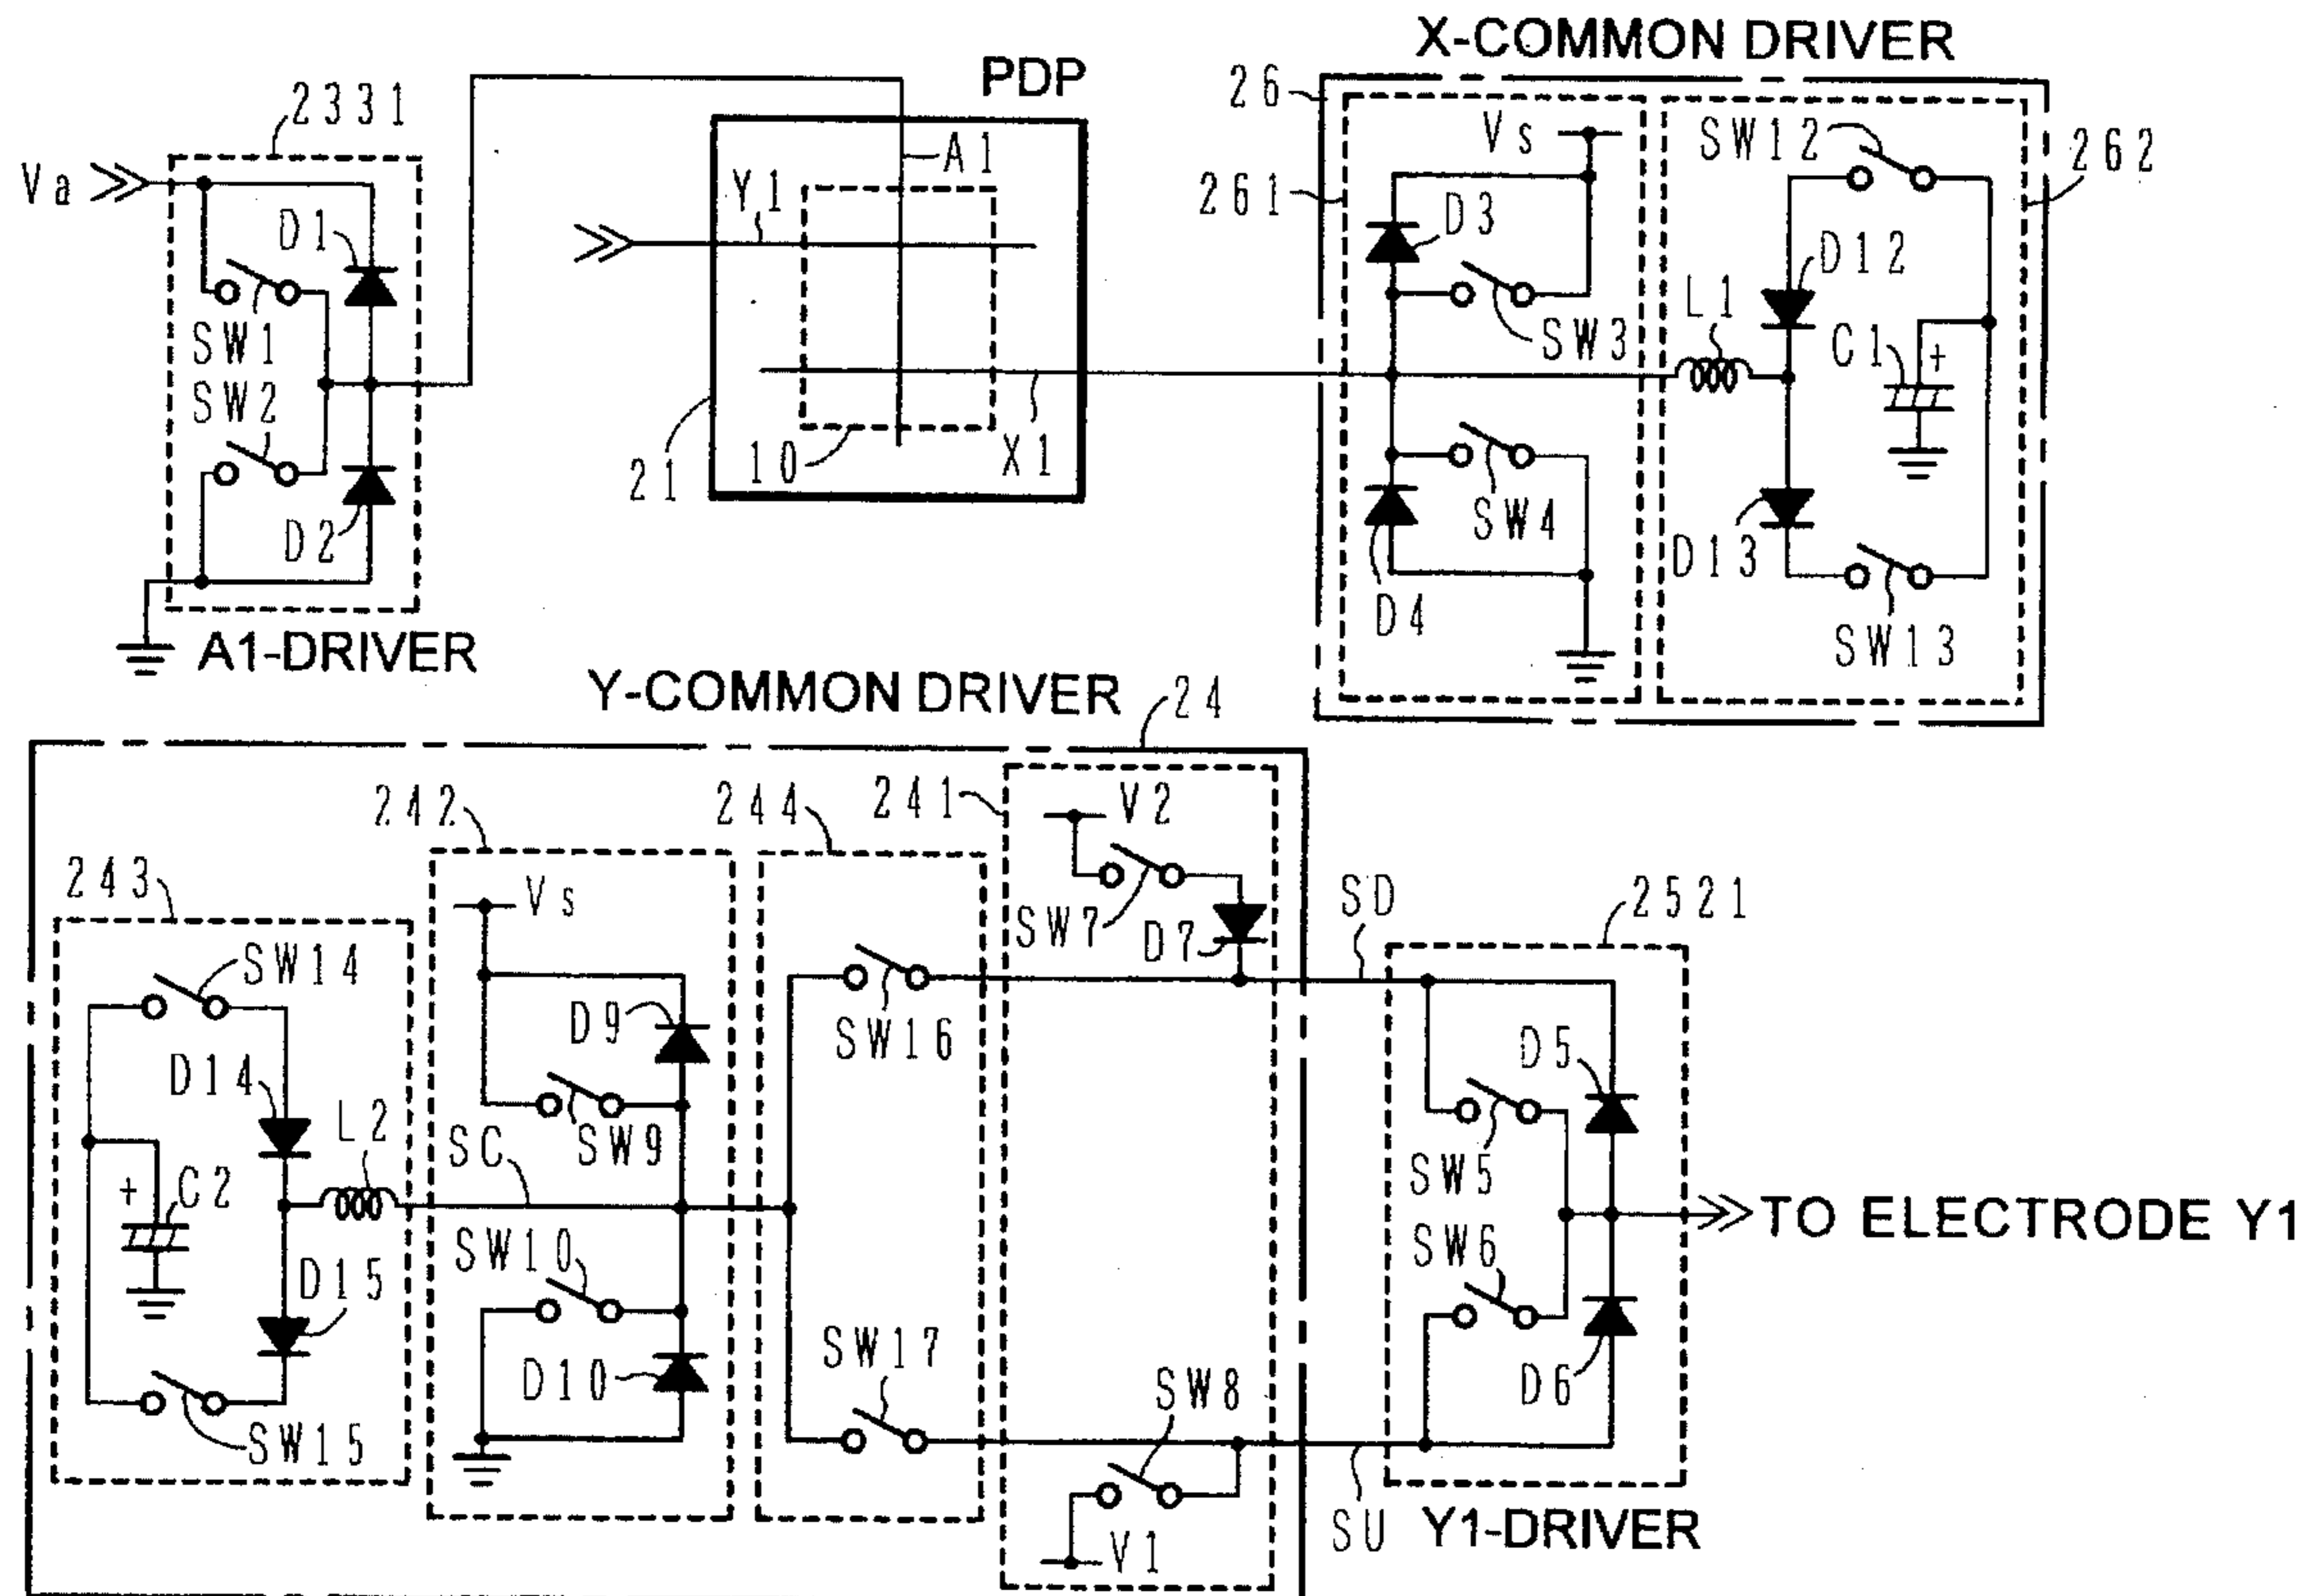 X-COMMON DRIVER
PDP
2331
26
Vs
SW12
262
Va
A1
Y1
261
D3
D1
D12
L1
SW1
SW3
C1
+
SW2
21
10
X1
SW4
D2
D13
D4
SW13
A1-DRIVER
Y-COMMON DRIVER
24
242
244
241
V2
243
Vs
SW7
D7
SD
2521
SW14
D9
SW16
D5
D14
L2
SC
SW9
SW5
+
C2
TO ELECTRODE Y1
SW10
SW6
D15
SW17
D10
SW8
D6
SW15
V1
SU
Y1-DRIVER